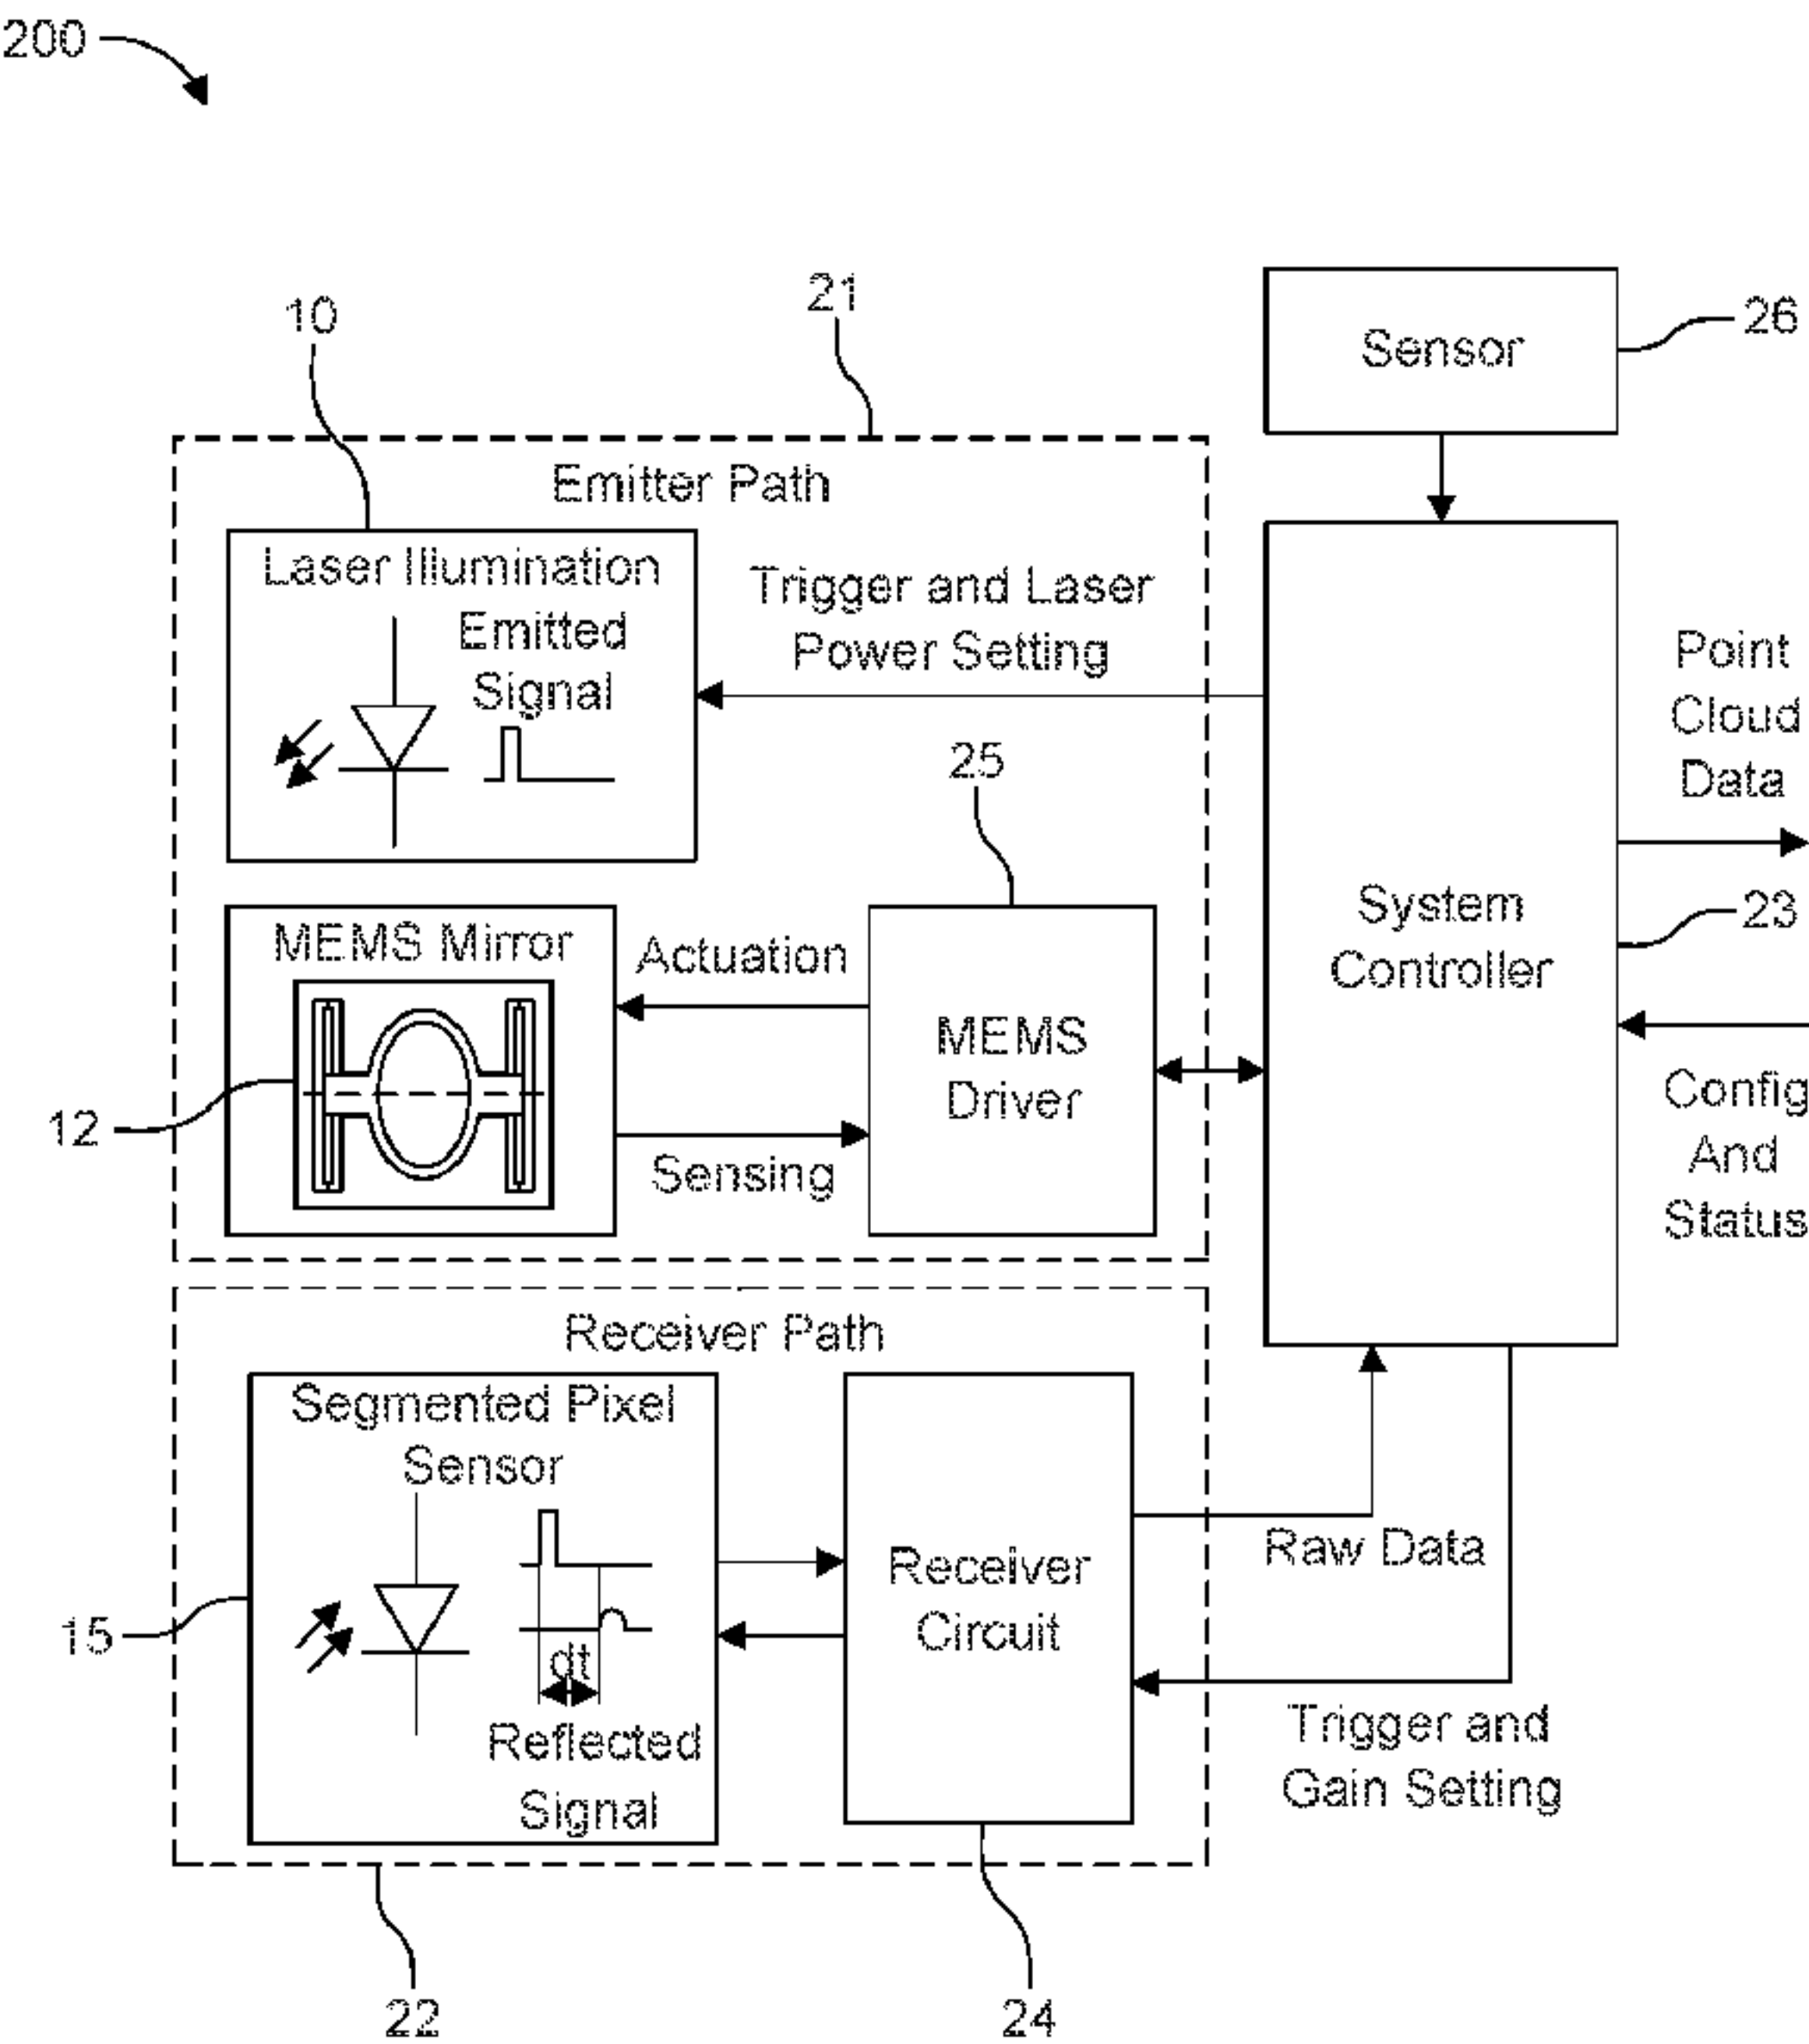 200
10
21
26
Sensor
Emitter Path
Laser Illumination
Emitted
Signal
Trigger and Laser
Power Setting
Point
Cloud
Data
25
System
Controller
23
MEMS Mirror
Actuation
MEMS
Driver
12
Sensing
Config
And
Status
Receiver Path
Segmented Pixel
Sensor
Receiver
Circuit
Raw Data
15
dt
Reflected
Signal
Trigger and
Gain Setting
22
24